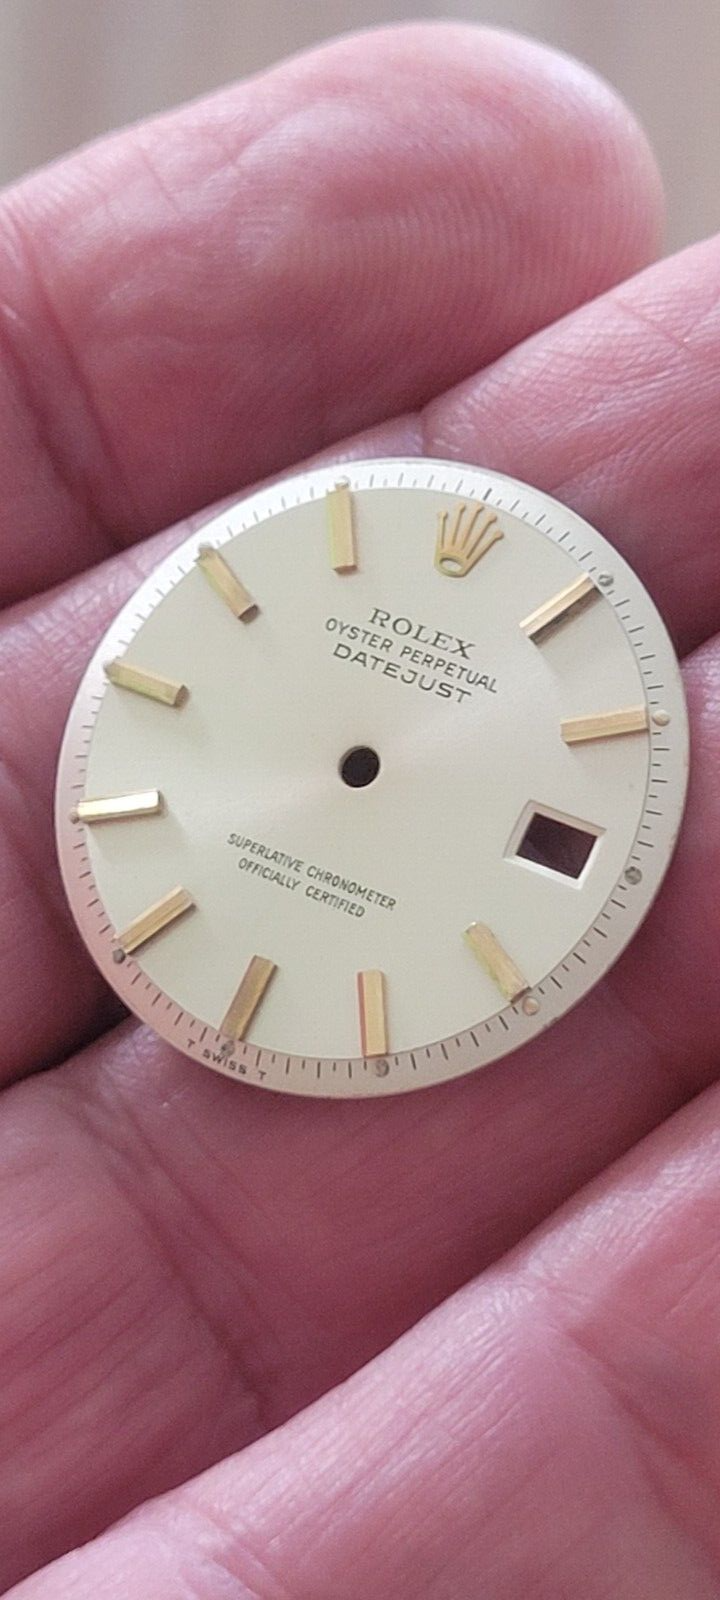 ROLEX
OYSTER PERPETUAL
DATEJUST
SUPERLATIVE CHRONOMETER
OFFICIALLY CERTIFIED
T SWISS T